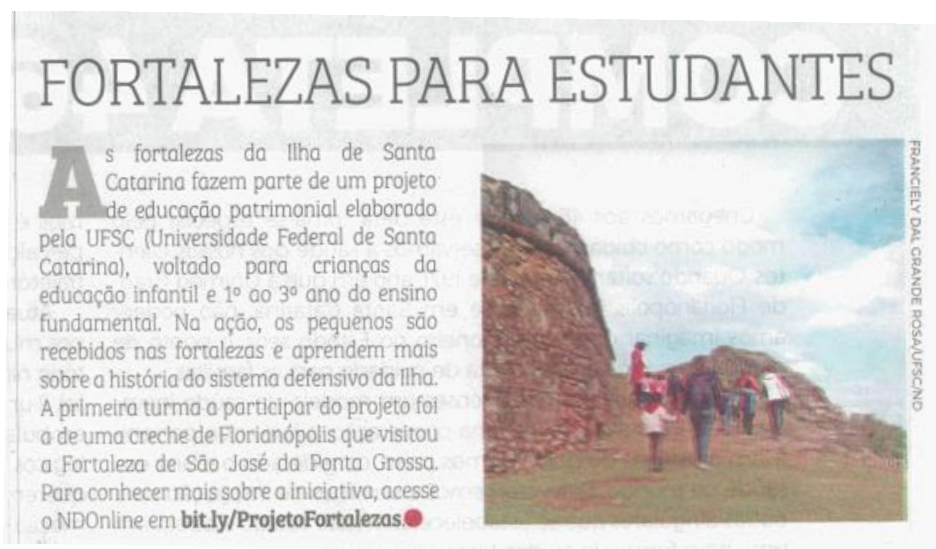 FORTALEZAS PARA ESTUDANTES
As fortalezas da Ilha de Santa
Catarina fazem parte de um projeto
de educação patrimonial elaborado
pela UFSC (Universidade Federal de Santa
Catarina), voltado para crianças da
educação infantil e 1º ao 3º ano do ensino
fundamental. Na ação, os pequenos são
recebidos nas fortalezas e aprendem mais
sobre a história do sistema defensivo da Ilha.
A primeira turma a participar do projeto foi
a de uma creche de Florianópolis que visitou
a Fortaleza de São José da Ponta Grossa.
Para conhecer mais sobre a iniciativa, acesse
o NDOnline em bit.ly/ProjetoFortalezas
FRANCIELY DAL GRANDE ROSA/UFSC/ND